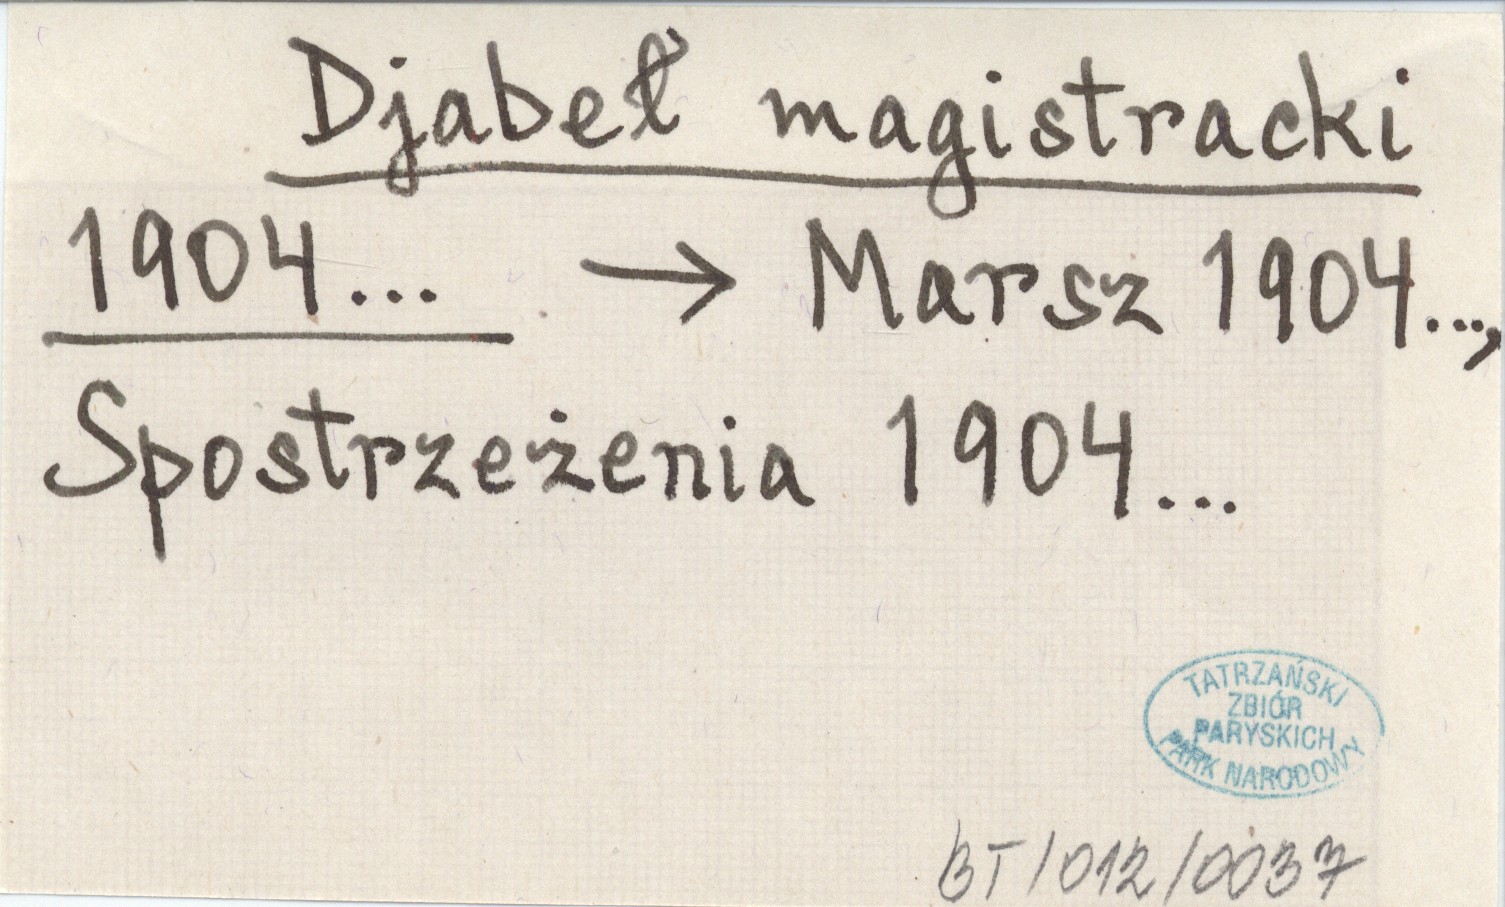 Djabeł magistracki
1904... → Marsz 1904...,
Spostrzeżenia 1904...
TATRZAŃSKI
ZBIÓR
PARYSKICH
PARK NARODOWY
BT/012/0037